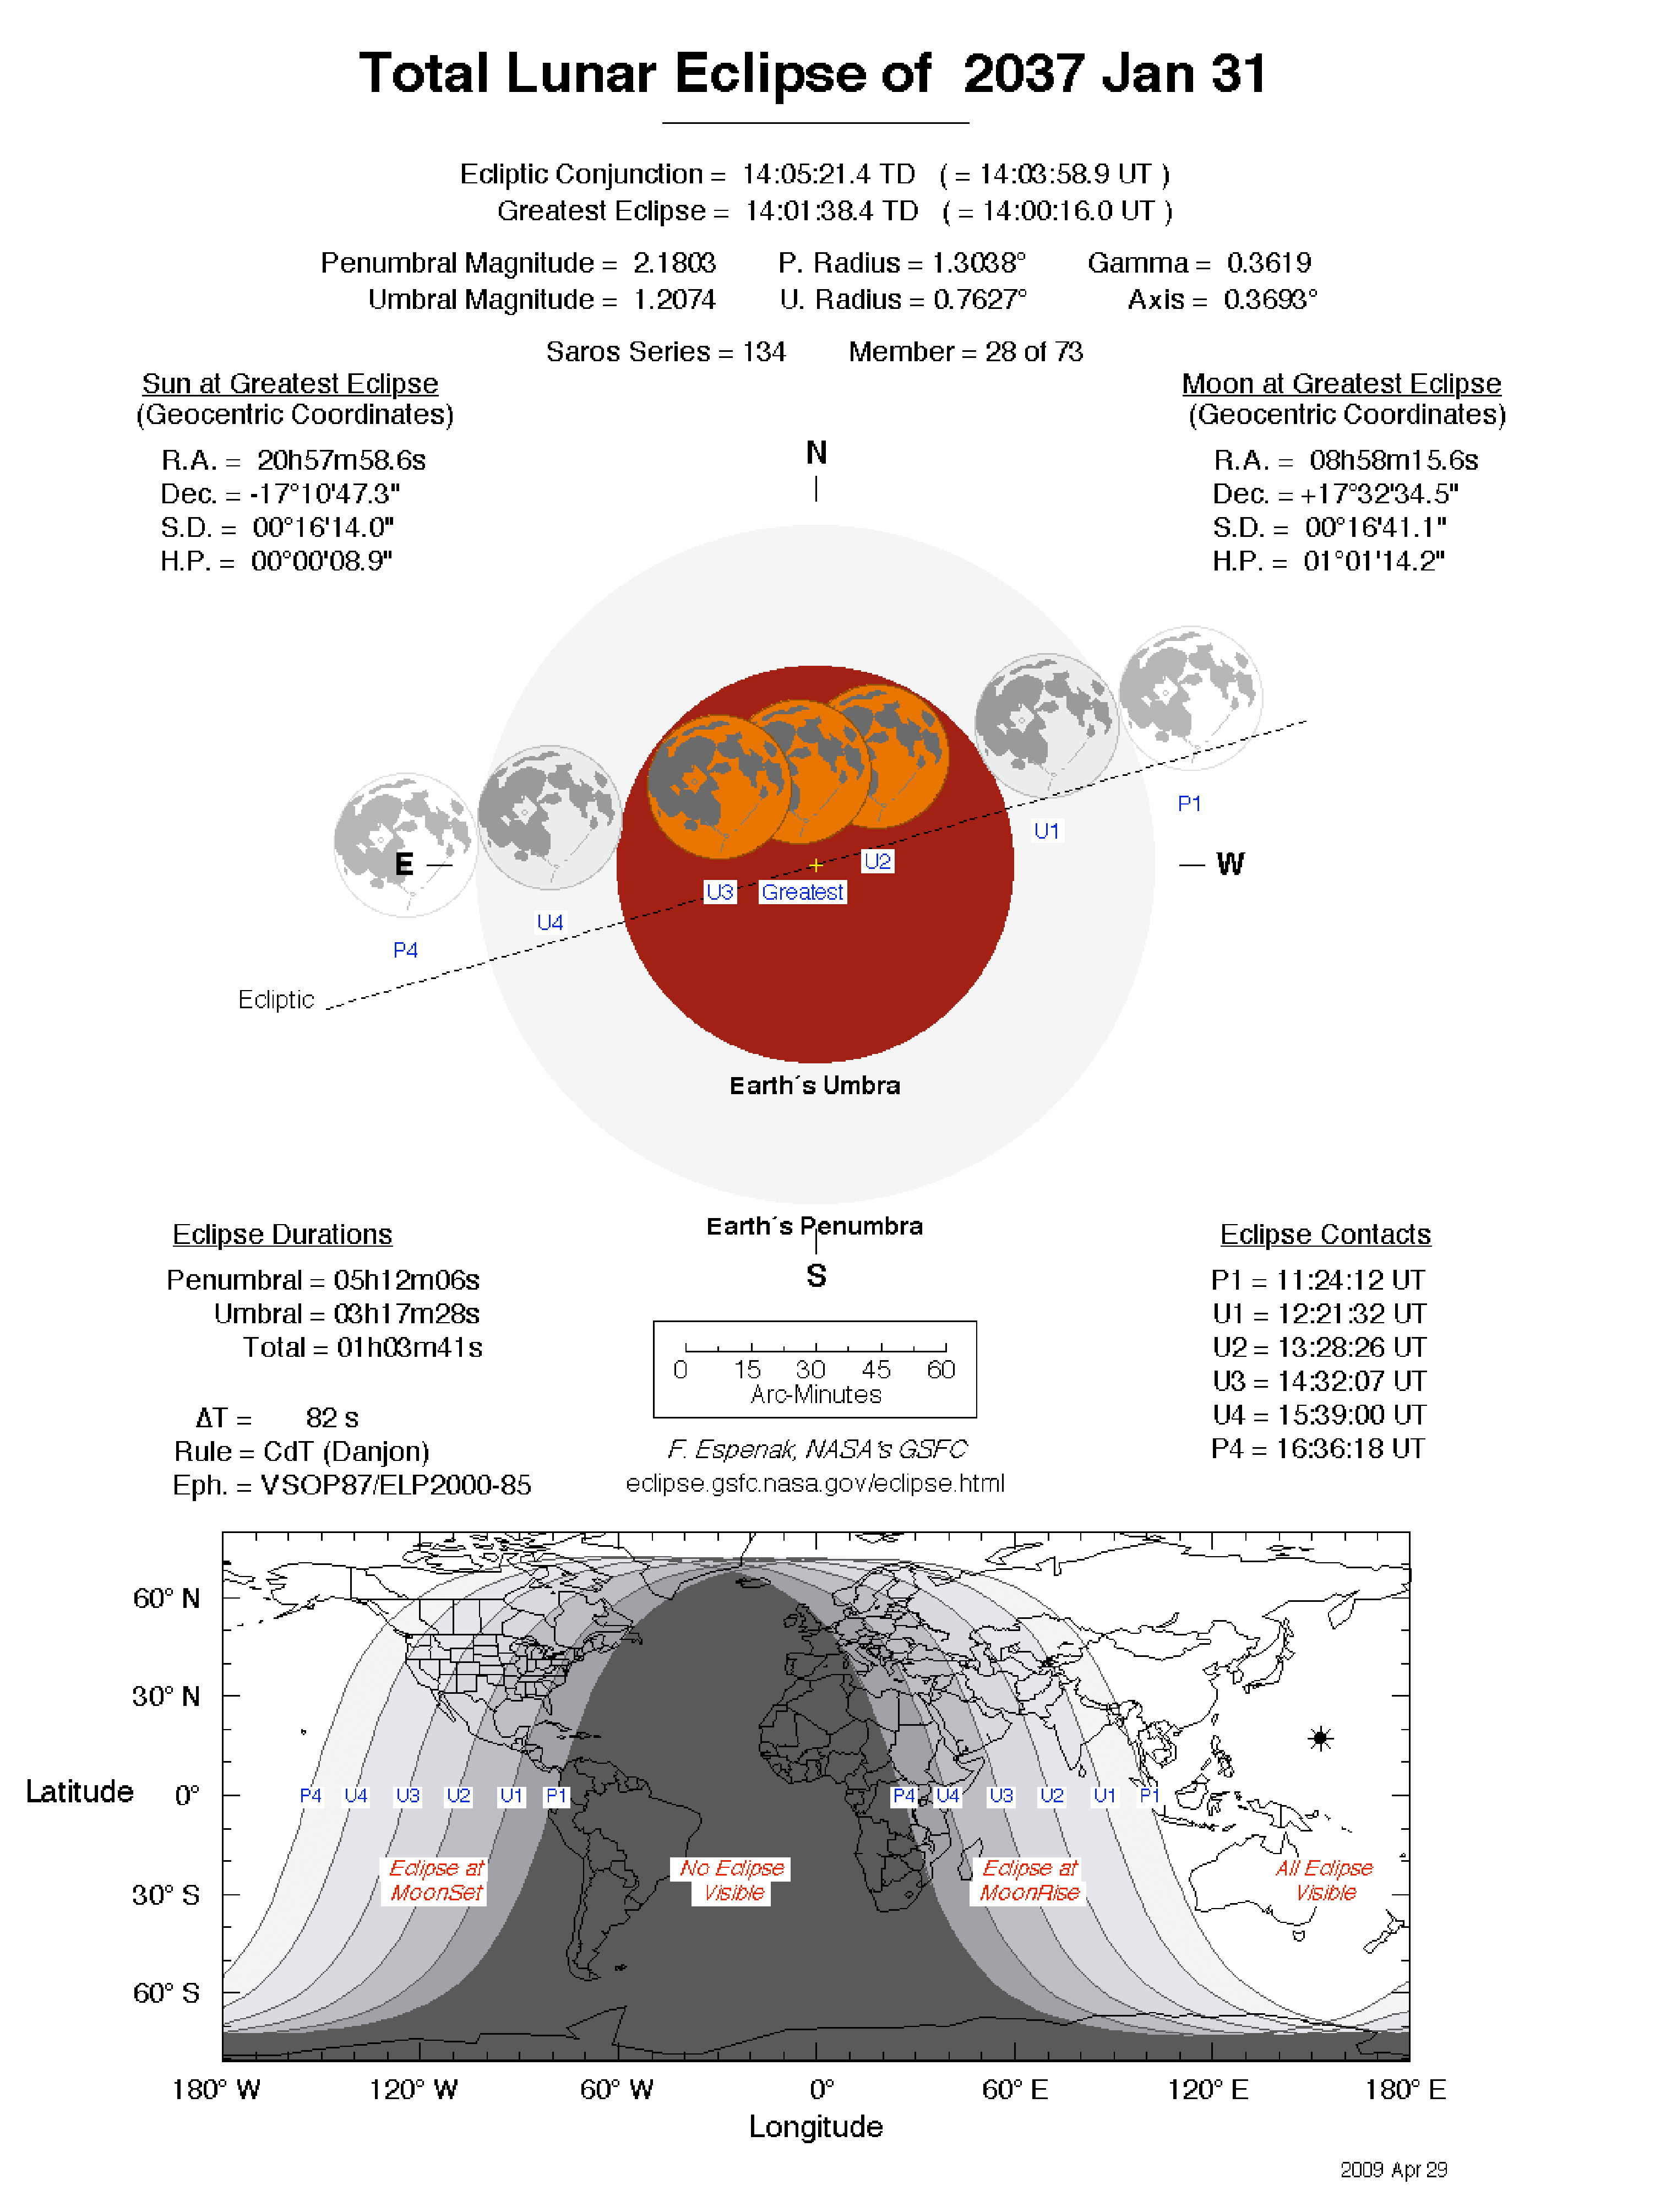 Total Lunar Eclipse of 2037 Jan 31
Ecliptic Conjunction = 14:05:21.4 TD ( = 14:03:58.9 UT )
Greatest Eclipse = 14:01:38.4 TD ( = 14:00:16.0 UT )
Penumbral Magnitude = 2.1803 P. Radius = 1.3038° Gamma = 0.3619
Umbral Magnitude = 1.2074 U. Radius = 0.7627° Axis = 0.3693°
Saros Series = 134 Member = 28 of 73
Sun at Greatest Eclipse
(Geocentric Coordinates)
R.A. = 20h57m58.6s
Dec. = -17°10'47.3"
S.D. = 00°16'14.0"
H.P. = 00°00'08.9"
Moon at Greatest Eclipse
(Geocentric Coordinates)
R.A. = 08h58m15.6s
Dec. = +17°32'34.5"
S.D. = 00°16'41.1"
H.P. = 01°01'14.2"
N
P1
U1
U2
E
W
U3
Greatest
U4
P4
Ecliptic
Earth´s Umbra
Earth´s Penumbra
S
Eclipse Durations
Penumbral = 05h12m06s
Umbral = 03h17m28s
Total = 01h03m41s
ΔT = 82 s
Rule = CdT (Danjon)
Eph. = VSOP87/ELP2000-85
0 15 30 45 60
Arc-Minutes
F. Espenak, NASA's GSFC
eclipse.gsfc.nasa.gov/eclipse.html
Eclipse Contacts
P1 = 11:24:12 UT
U1 = 12:21:32 UT
U2 = 13:28:26 UT
U3 = 14:32:07 UT
U4 = 15:39:00 UT
P4 = 16:36:18 UT
60° N
30° N
Latitude 0°
30° S
60° S
P4 U4 U3 U2 U1 P1 P4 U4 U3 U2 U1 P1
Eclipse at
MoonSet
No Eclipse
Visible
Eclipse at
MoonRise
All Eclipse
Visible
180° W 120° W 60° W 0° 60° E 120° E 180° E
Longitude
2009 Apr 29